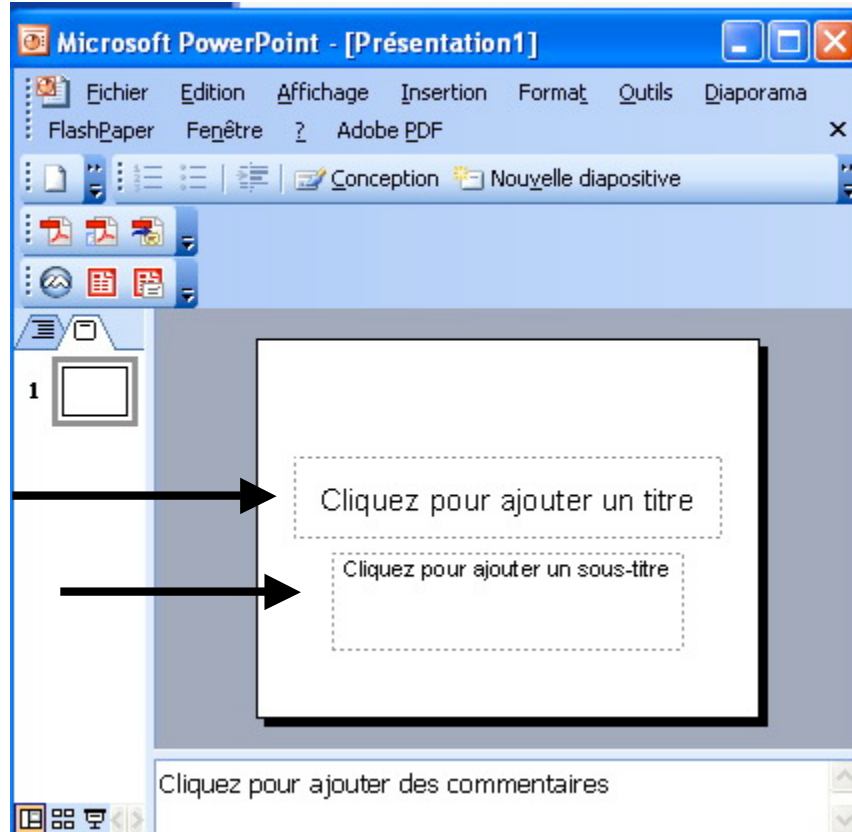 Microsoft PowerPoint - [Présentation1]
Fichier Edition Affichage Insertion Format Outils Diaporama
FlashPaper Fenêtre ? Adobe PDF
Conception Nouvelle diapositive
1
Cliquez pour ajouter un titre
Cliquez pour ajouter un sous-titre
Cliquez pour ajouter des commentaires